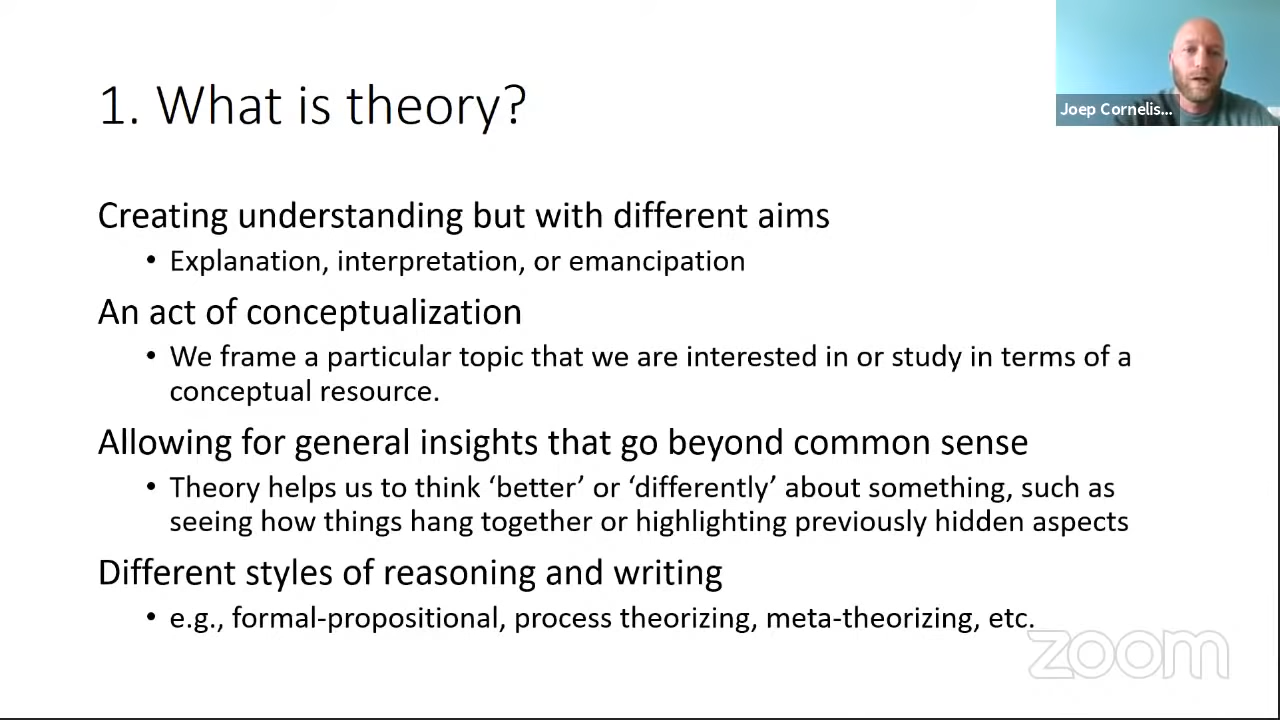 1. What is theory?
Joep Cornelis...
Creating understanding but with different aims
• Explanation, interpretation, or emancipation
An act of conceptualization
• We frame a particular topic that we are interested in or study in terms of a
conceptual resource.
Allowing for general insights that go beyond common sense
• Theory helps us to think ‘better’ or ‘differently’ about something, such as
seeing how things hang together or highlighting previously hidden aspects
Different styles of reasoning and writing
• e.g., formal-propositional, process theorizing, meta-theorizing, etc.
zoom